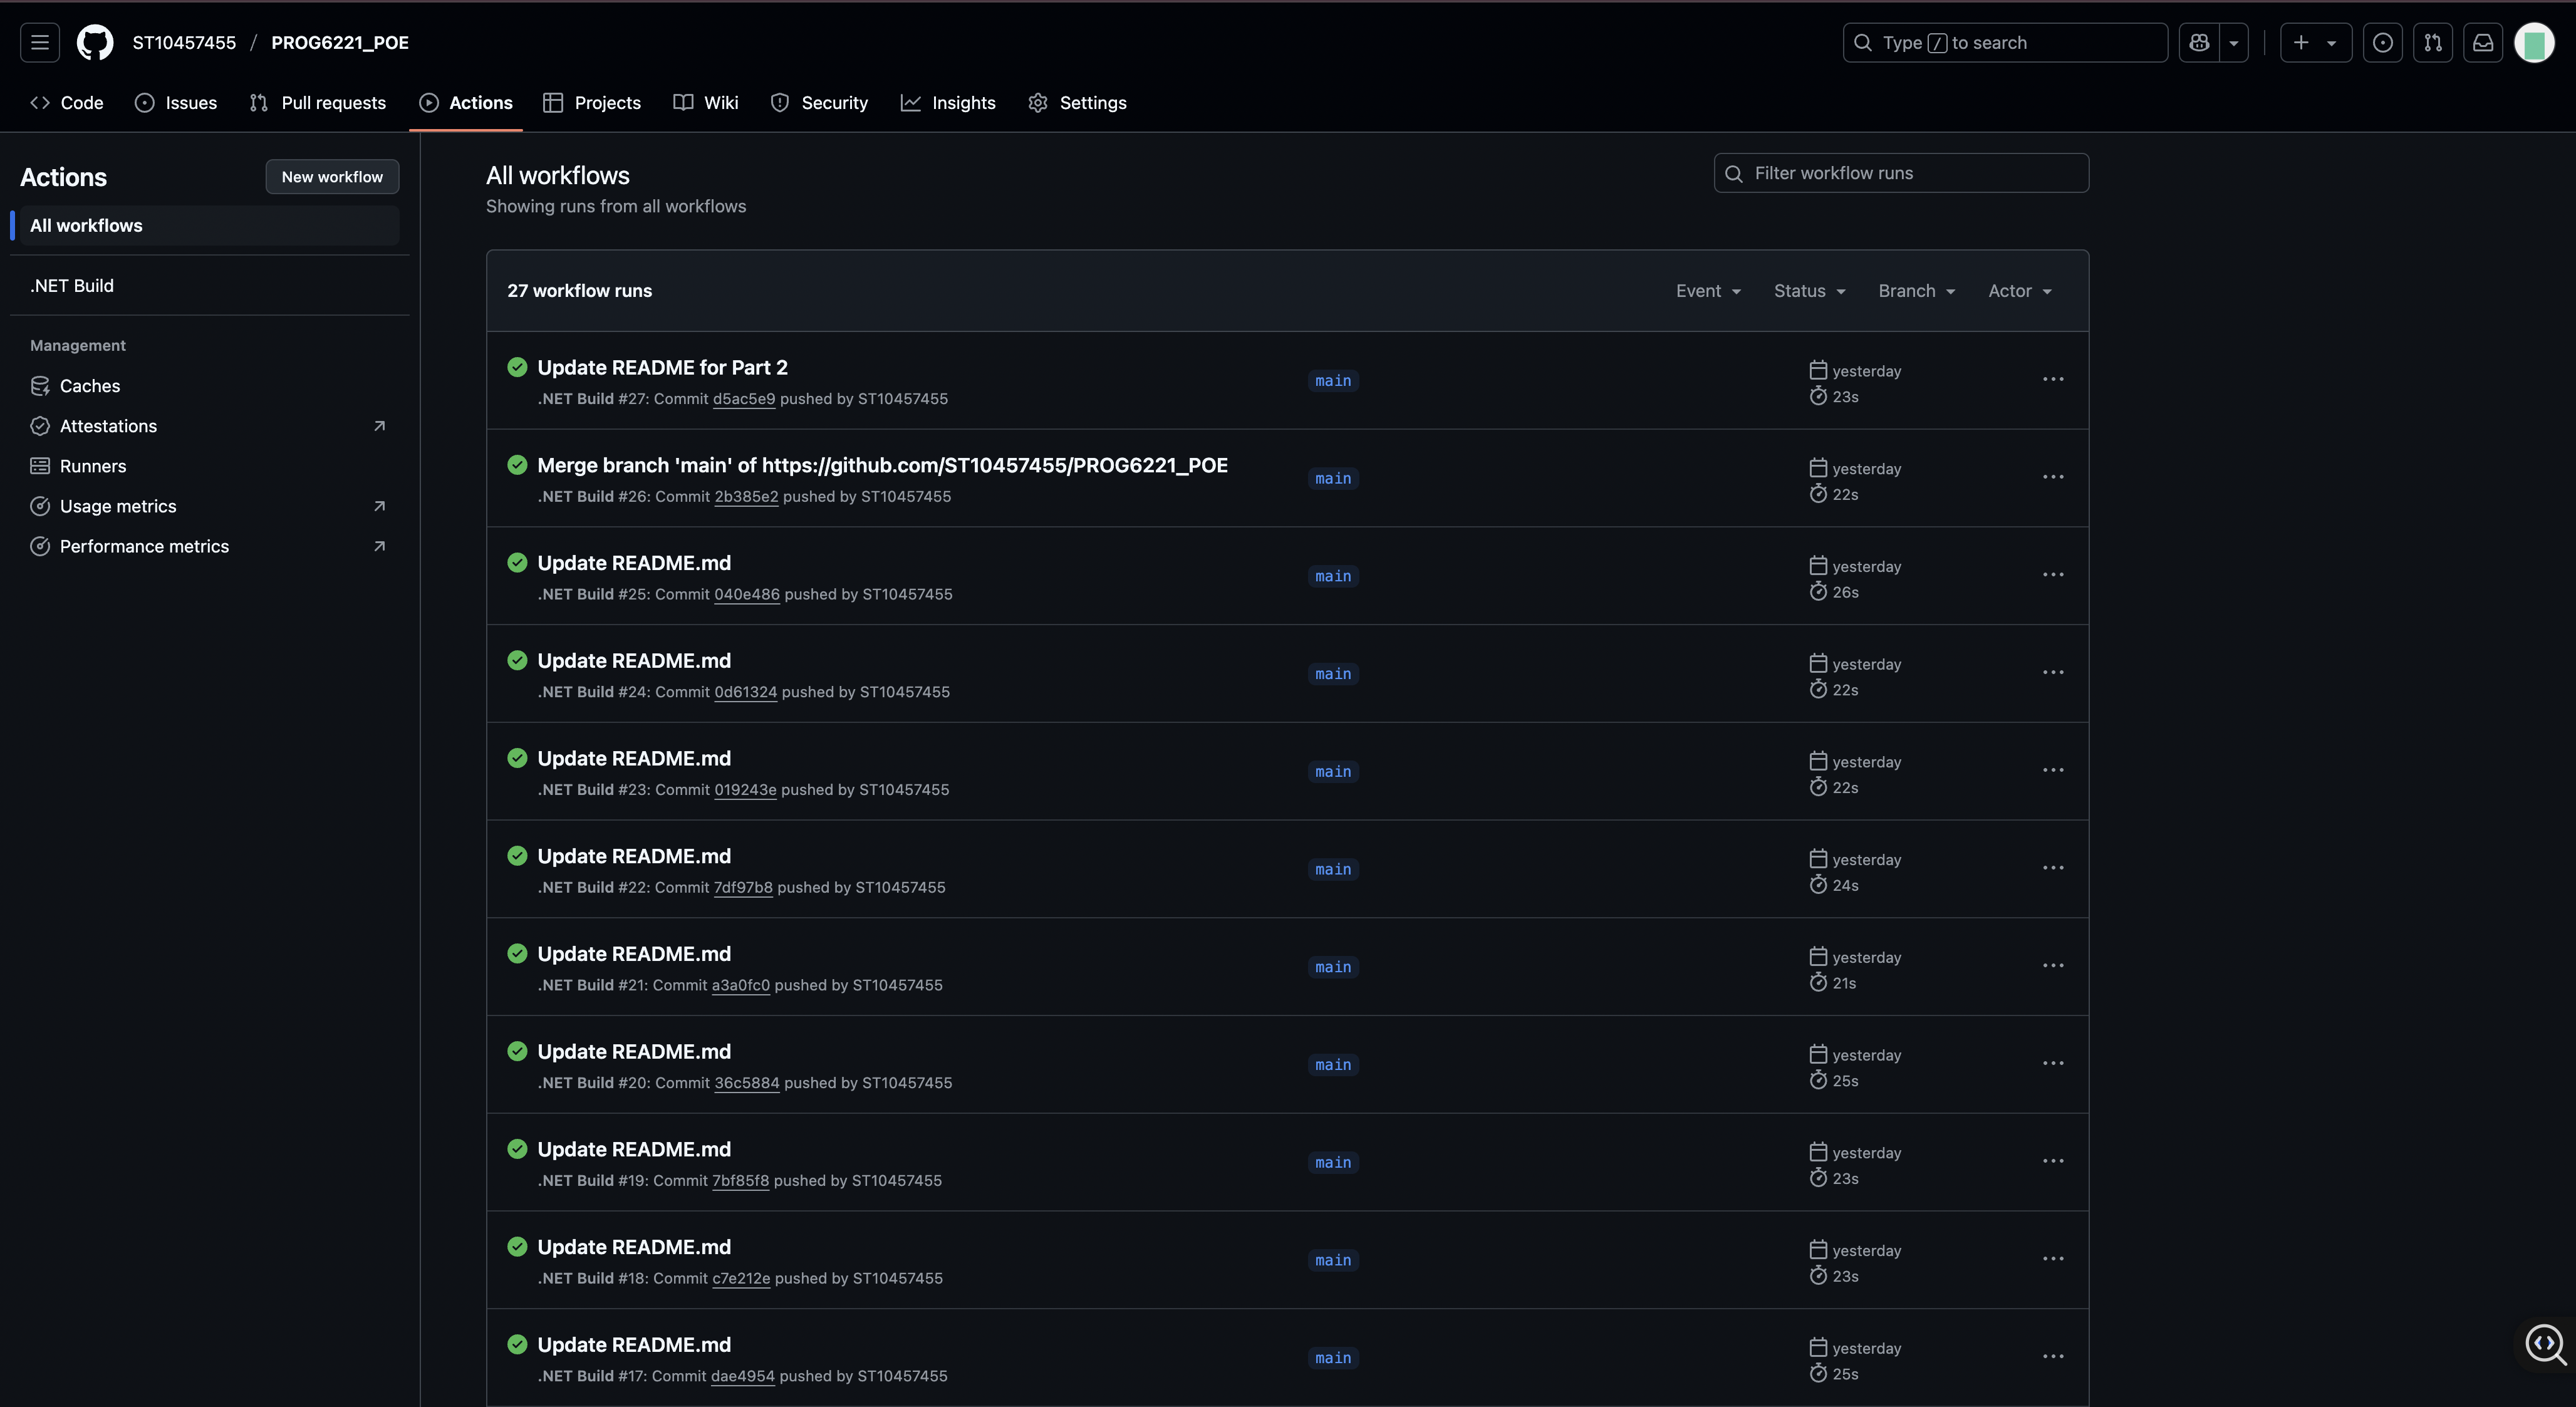 ST10457455 / PROG6221_POE
Type / to search
Code
Issues
Pull requests
Actions
Projects
Wiki
Security
Insights
Settings
Actions
New workflow
All workflows
.NET Build
Management
Caches
Attestations
Runners
Usage metrics
Performance metrics
All workflows
Showing runs from all workflows
Filter workflow runs
27 workflow runs
Event
Status
Branch
Actor
Update README for Part 2
.NET Build #27: Commit d5ac5e9 pushed by ST10457455
main
yesterday
23s
Merge branch 'main' of https://github.com/ST10457455/PROG6221_POE
.NET Build #26: Commit 2b385e2 pushed by ST10457455
main
yesterday
22s
Update README.md
.NET Build #25: Commit 040e486 pushed by ST10457455
main
yesterday
26s
Update README.md
.NET Build #24: Commit 0d61324 pushed by ST10457455
main
yesterday
22s
Update README.md
.NET Build #23: Commit 019243e pushed by ST10457455
main
yesterday
22s
Update README.md
.NET Build #22: Commit 7df97b8 pushed by ST10457455
main
yesterday
24s
Update README.md
.NET Build #21: Commit a3a0fc0 pushed by ST10457455
main
yesterday
21s
Update README.md
.NET Build #20: Commit 36c5884 pushed by ST10457455
main
yesterday
25s
Update README.md
.NET Build #19: Commit 7bf85f8 pushed by ST10457455
main
yesterday
23s
Update README.md
.NET Build #18: Commit c7e212e pushed by ST10457455
main
yesterday
23s
Update README.md
.NET Build #17: Commit dae4954 pushed by ST10457455
main
yesterday
25s